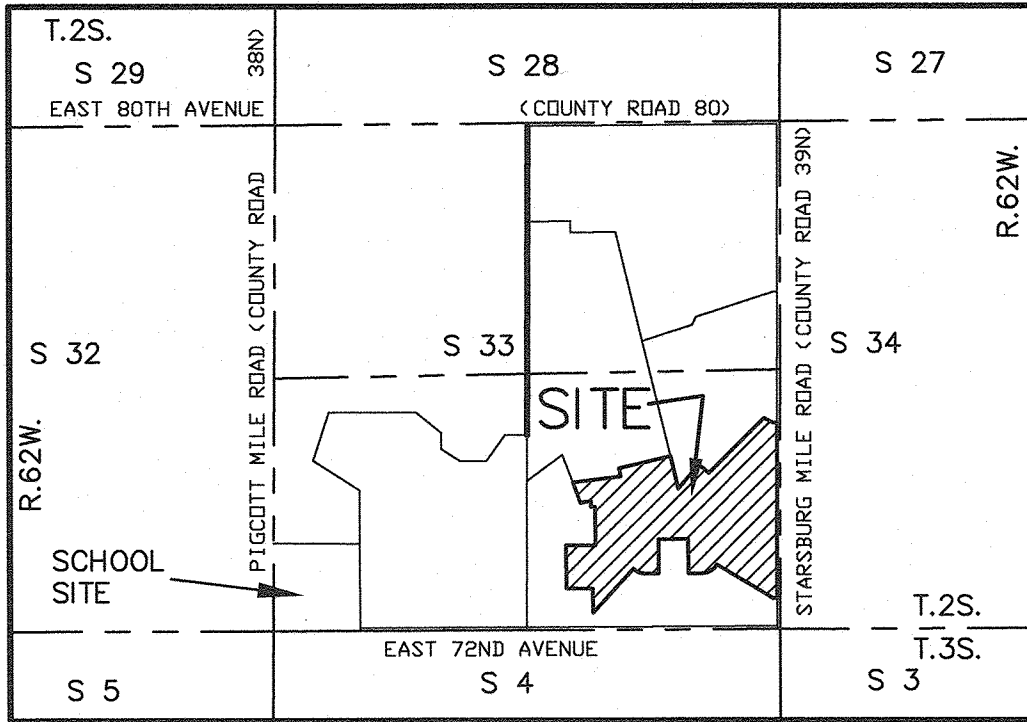 T.2S.
S 29
38N)
S 28
S 27
EAST 80TH AVENUE
(COUNTY ROAD 80)
PIGCOTT MILE ROAD (COUNTY ROAD
STARSBURG MILE ROAD (COUNTY ROAD 39N)
R.62W.
S 32
S 33
S 34
SITE
R.62W.
SCHOOL
SITE
T.2S.
EAST 72ND AVENUE
T.3S.
S 5
S 4
S 3